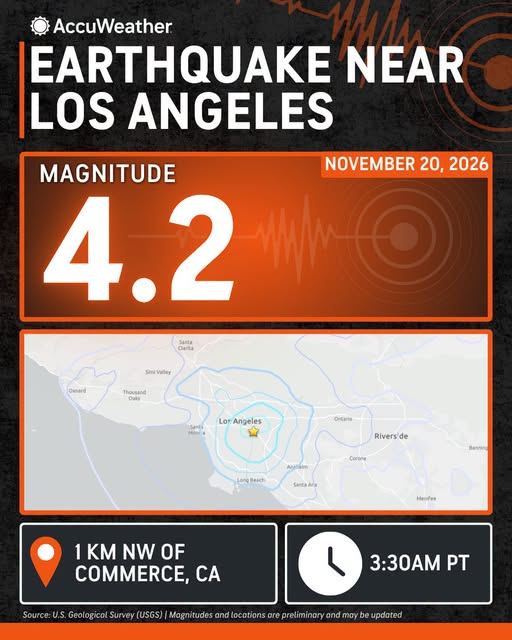 AccuWeather
EARTHQUAKE NEAR
LOS ANGELES
NOVEMBER 20, 2026
MAGNITUDE
4.2
Santa
Clarita
Simi Valley
Oxnard
Thousand
Oaks
Santa
Monica
Los Angeles
Ontario
Riverside
Corona
Banning
Anaheim
Long Beach
Santa Ana
Menifee
1 KM NW OF
COMMERCE, CA
3:30AM PT
Source: U.S. Geological Survey (USGS) | Magnitudes and locations are preliminary and may be updated